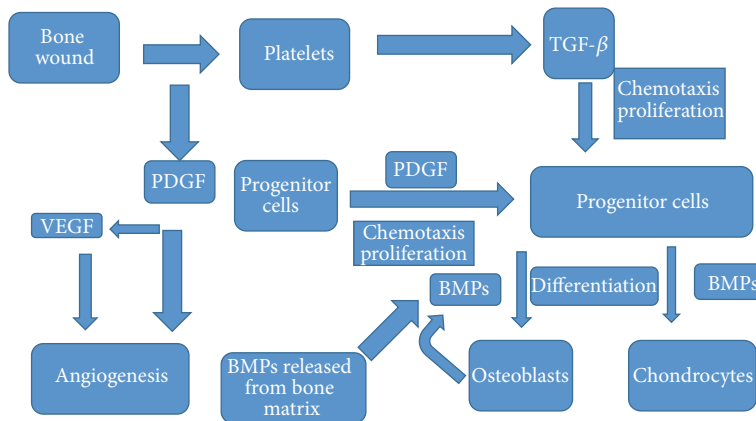 Bone
wound
Platelets
TGF-β
Chemotaxis
proliferation
PDGF
Progenitor
cells
PDGF
Chemotaxis
proliferation
Progenitor cells
VEGF
BMPs
Differentiation
BMPs
Angiogenesis
BMPs released
from bone
matrix
Osteoblasts
Chondrocytes